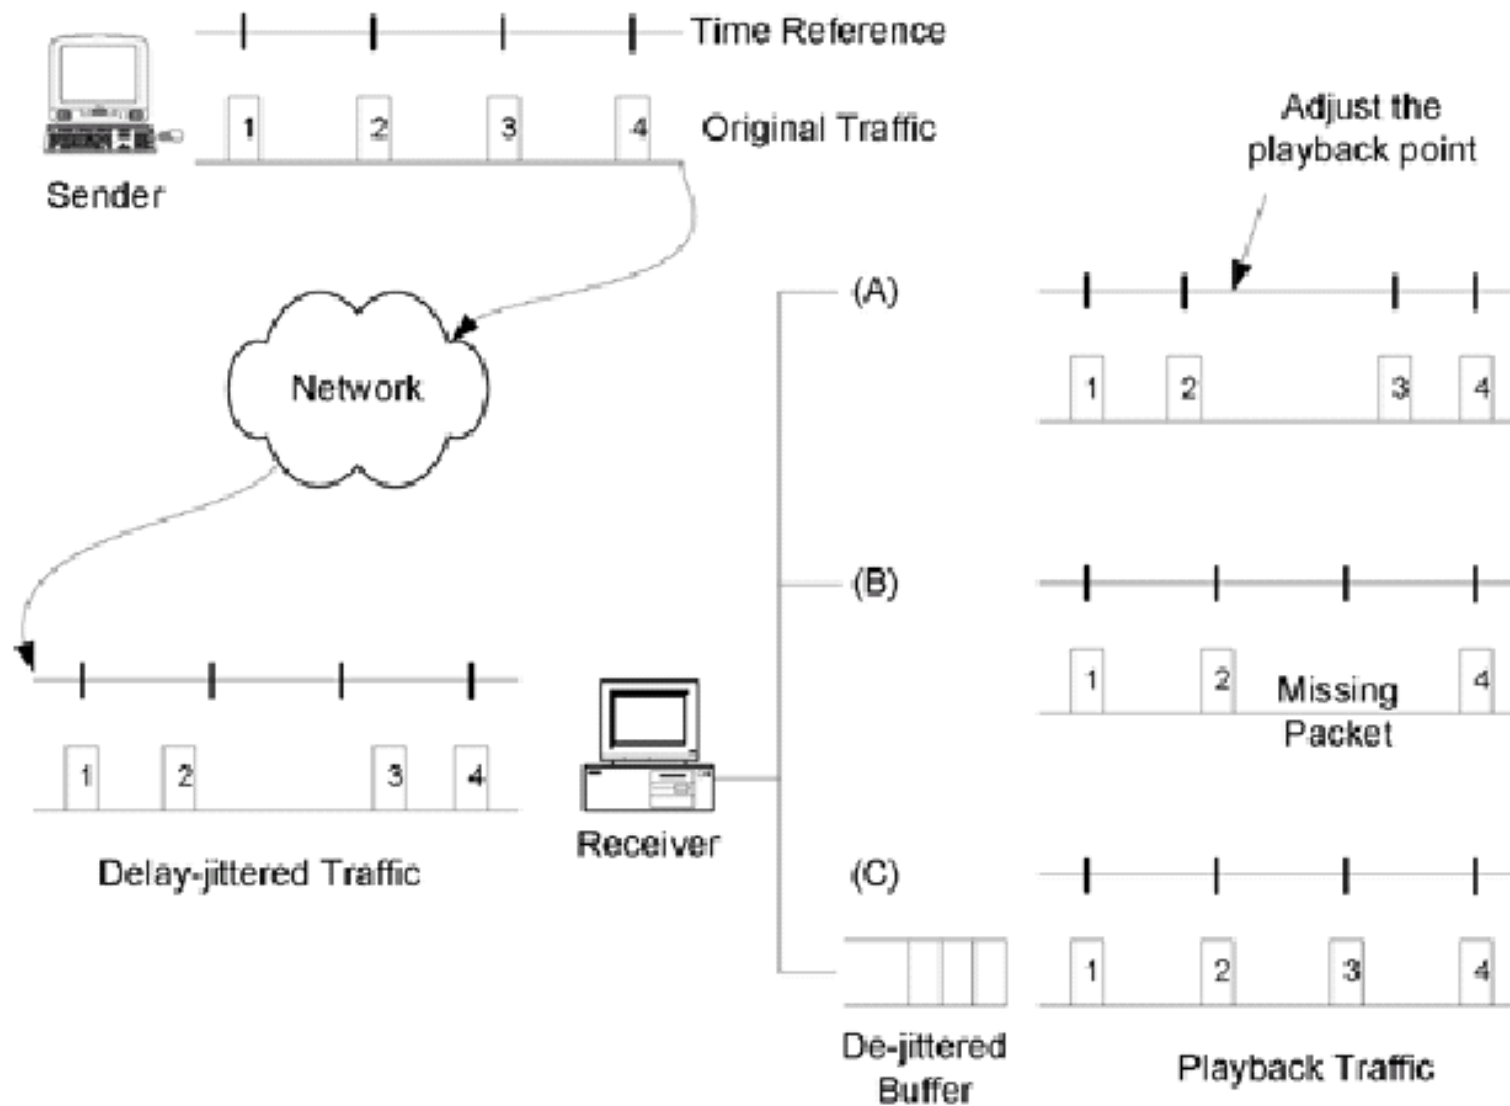 Time Reference
1 2 3 4 Original Traffic
Sender
Adjust the
playback point
(A)
1 2 3 4
Network
(B)
1 2 Missing 4
Packet
1 2 3 4
Receiver
Delay-jittered Traffic
(C)
1 2 3 4
De-jittered
Buffer
Playback Traffic